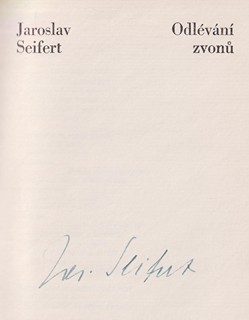 Jaroslav
Seifert
Odlévání
zvonů
Jar. Seifert